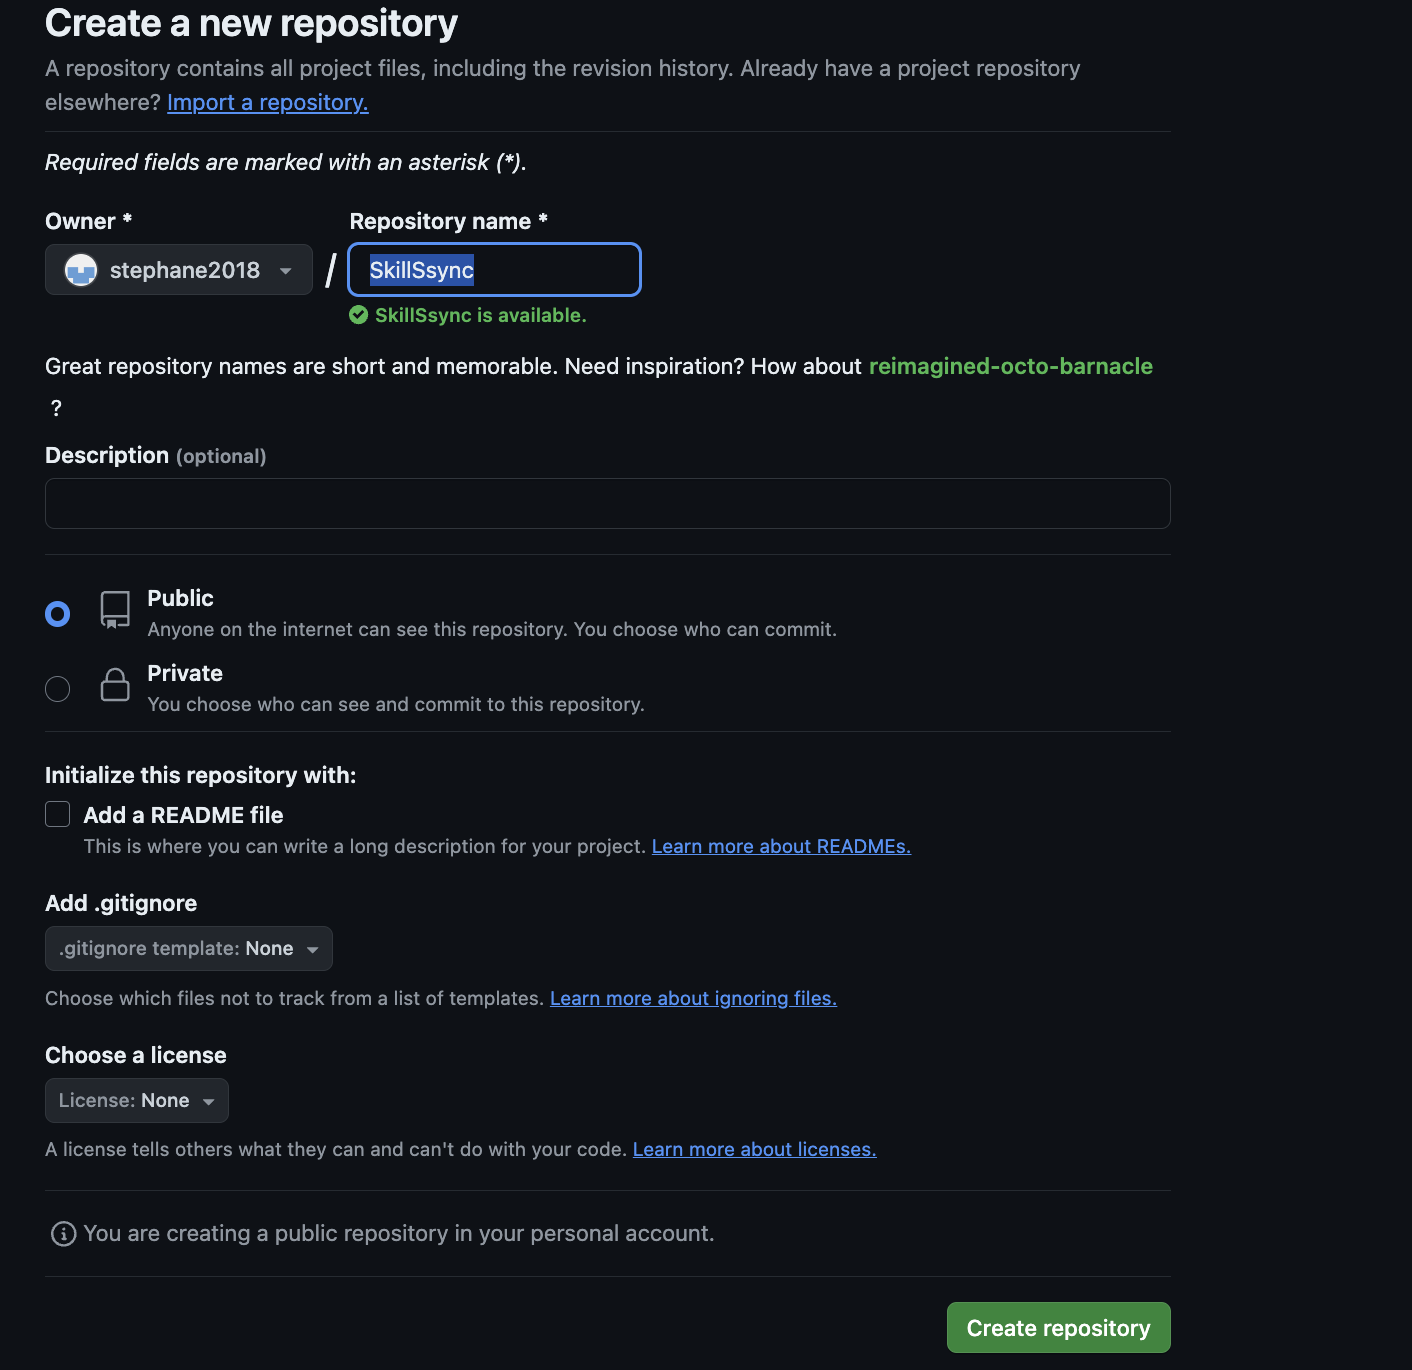 Create a new repository
A repository contains all project files, including the revision history. Already have a project repository
elsewhere? Import a repository.
Required fields are marked with an asterisk (*).
Owner * Repository name *
stephane2018 / SkillSsync
SkillSsync is available.
Great repository names are short and memorable. Need inspiration? How about reimagined-octo-barnacle
?
Description (optional)
Public
Anyone on the internet can see this repository. You choose who can commit.
Private
You choose who can see and commit to this repository.
Initialize this repository with:
Add a README file
This is where you can write a long description for your project. Learn more about READMEs.
Add .gitignore
.gitignore template: None
Choose which files not to track from a list of templates. Learn more about ignoring files.
Choose a license
License: None
A license tells others what they can and can't do with your code. Learn more about licenses.
You are creating a public repository in your personal account.
Create repository